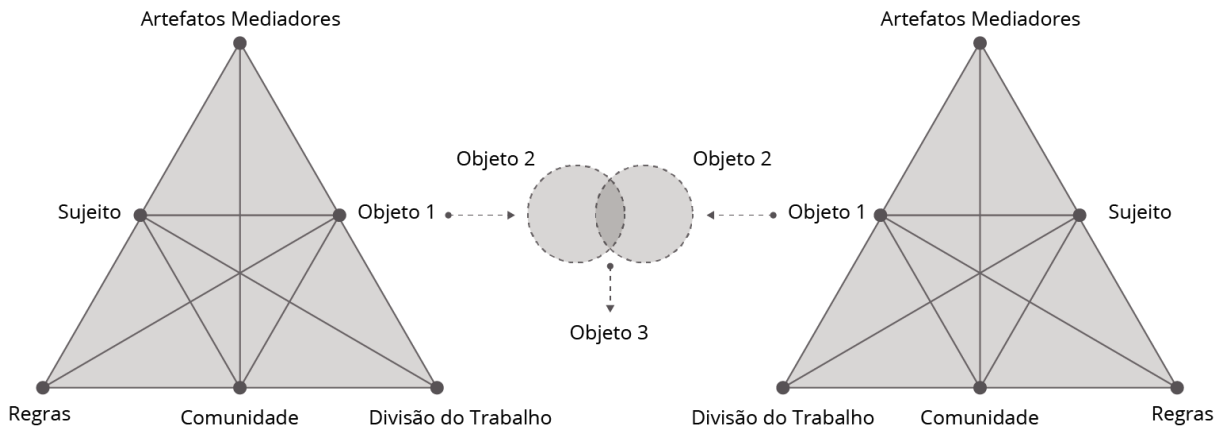 Artefatos Mediadores
Artefatos Mediadores
Objeto 2
Objeto 2
Sujeito
Objeto 1
Objeto 1
Sujeito
Objeto 3
Regras
Comunidade
Divisão do Trabalho
Divisão do Trabalho
Comunidade
Regras